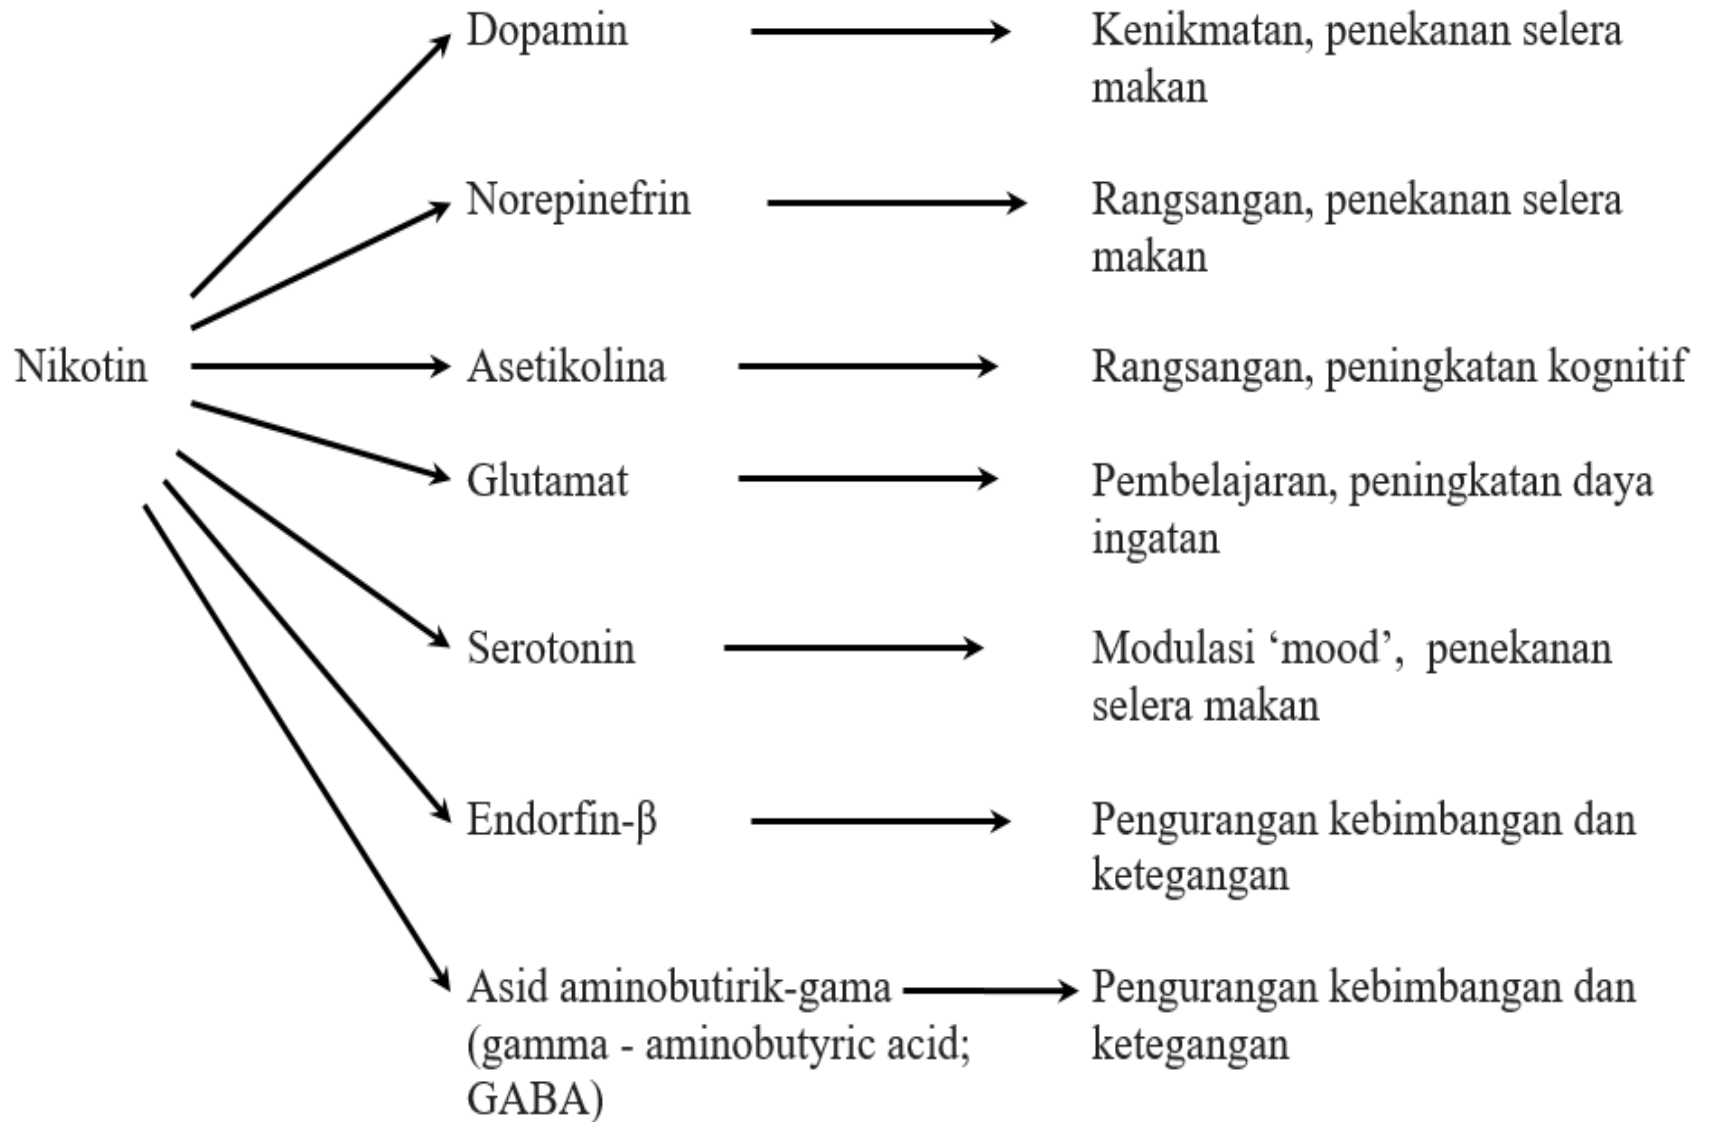 Dopamin
Kenikmatan, penekanan selera
makan
Norepinefrin
Rangsangan, penekanan selera
makan
Nikotin
Asetikolina
Rangsangan, peningkatan kognitif
Glutamat
Pembelajaran, peningkatan daya
ingatan
Serotonin
Modulasi ‘mood’, penekanan
selera makan
Endorfin-β
Pengurangan kebimbangan dan
ketegangan
Asid aminobutirik-gama
(gamma - aminobutyric acid;
GABA)
Pengurangan kebimbangan dan
ketegangan